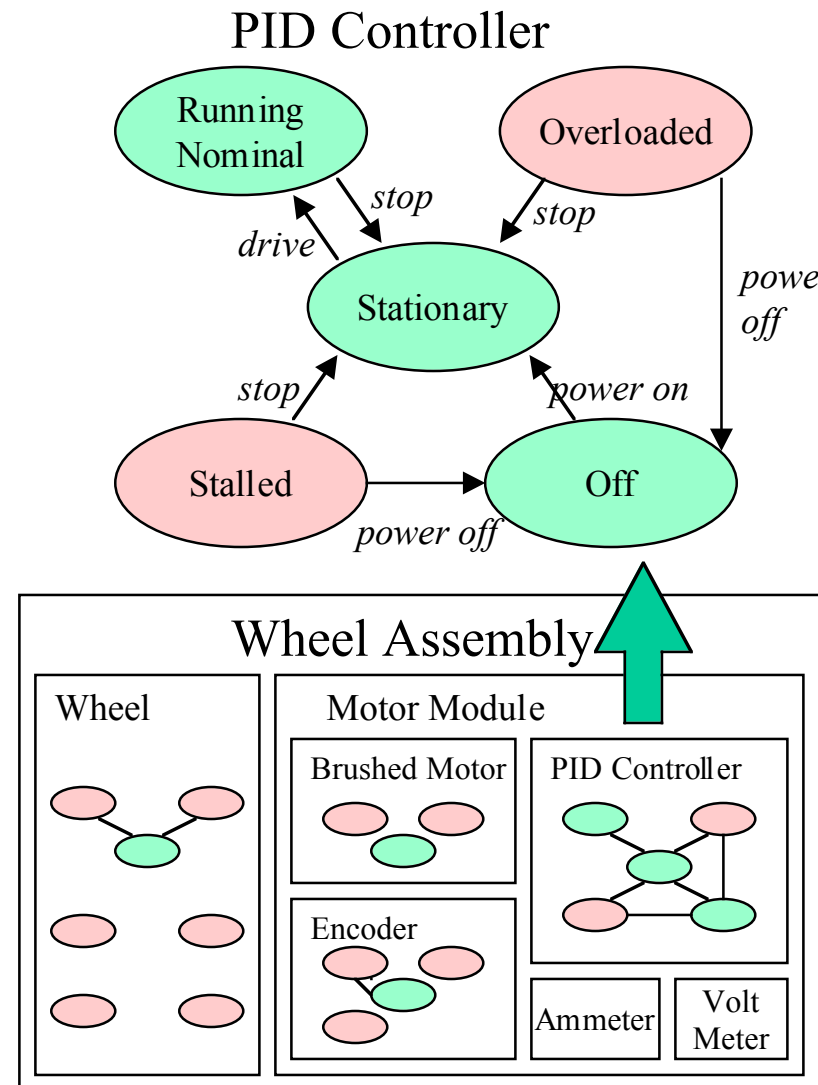 PID Controller
Running
Nominal
Overloaded
stop
stop
drive
Stationary
powe
off
stop
power on
Stalled
Off
power off
Wheel Assembly
Wheel
Motor Module
Brushed Motor
PID Controller
Encoder
Ammeter
Volt
Meter